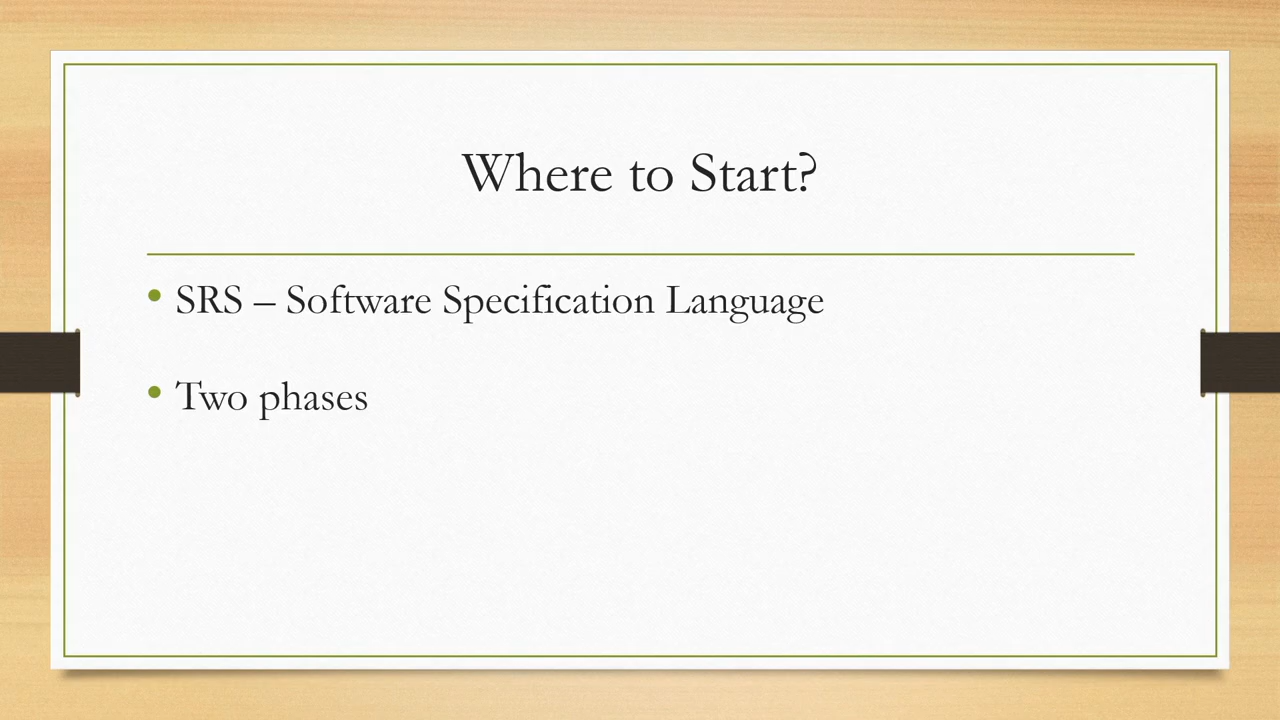 Where to Start?
• SRS – Software Specification Language
• Two phases